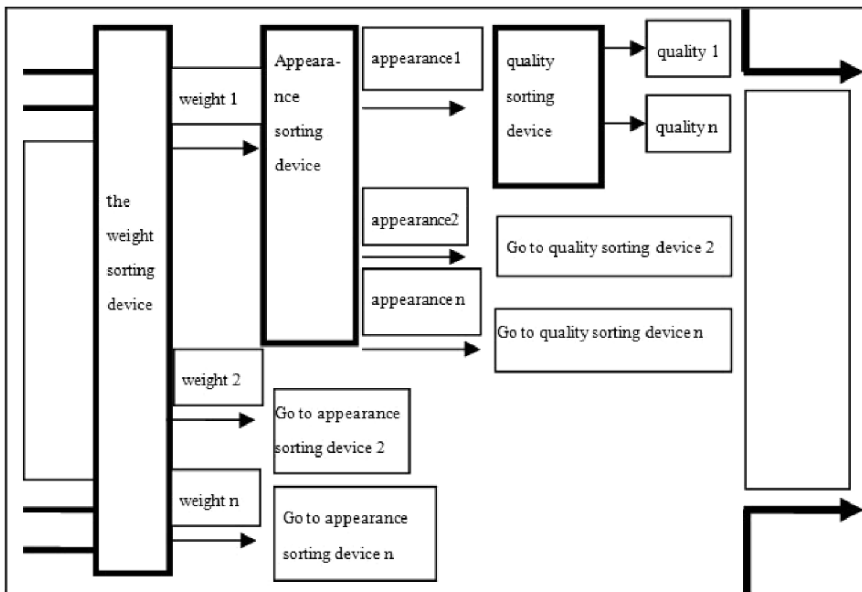 the
weight
sorting
device
weight 1
Appeara-
nce
sorting
device
appearance1
quality
sorting
device
quality 1
quality n
appearance2
Go to quality sorting device 2
appearance n
Go to quality sorting device n
weight 2
Go to appearance
sorting device 2
weight n
Go to appearance
sorting device n